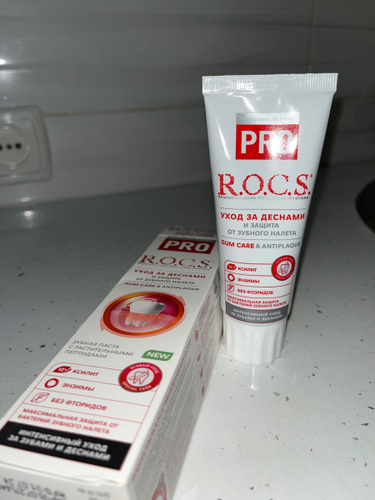 PRO
R.O.C.S.
УХОД ЗА ДЕСНАМИ
И ЗАЩИТА
ОТ ЗУБНОГО НАЛЕТА
GUM CARE & ANTIPLAQUE
КСИЛИТ
ЭНЗИМЫ
БЕЗ ФТОРИДОВ
МАКСИМАЛЬНАЯ ЗАЩИТА ОТ
БАКТЕРИЙ ЗУБНОГО НАЛЕТА
ИНТЕНСИВНЫЙ УХОД
ЗА ЗУБАМИ И ДЕСНАМИ
PRO
R.O.C.S.
УХОД ЗА ДЕСНАМИ
И ЗАЩИТА
ОТ ЗУБНОГО НАЛЕТА
GUM CARE & ANTIPLAQUE
ЗУБНАЯ ПАСТА
С РАСТИТЕЛЬНЫМИ
ПЕПТИДАМИ
NEW
КСИЛИТ
ЭНЗИМЫ
БЕЗ ФТОРИДОВ
МАКСИМАЛЬНАЯ ЗАЩИТА ОТ
БАКТЕРИЙ ЗУБНОГО НАЛЕТА
ИНТЕНСИВНЫЙ УХОД
ЗА ЗУБАМИ И ДЕСНАМИ